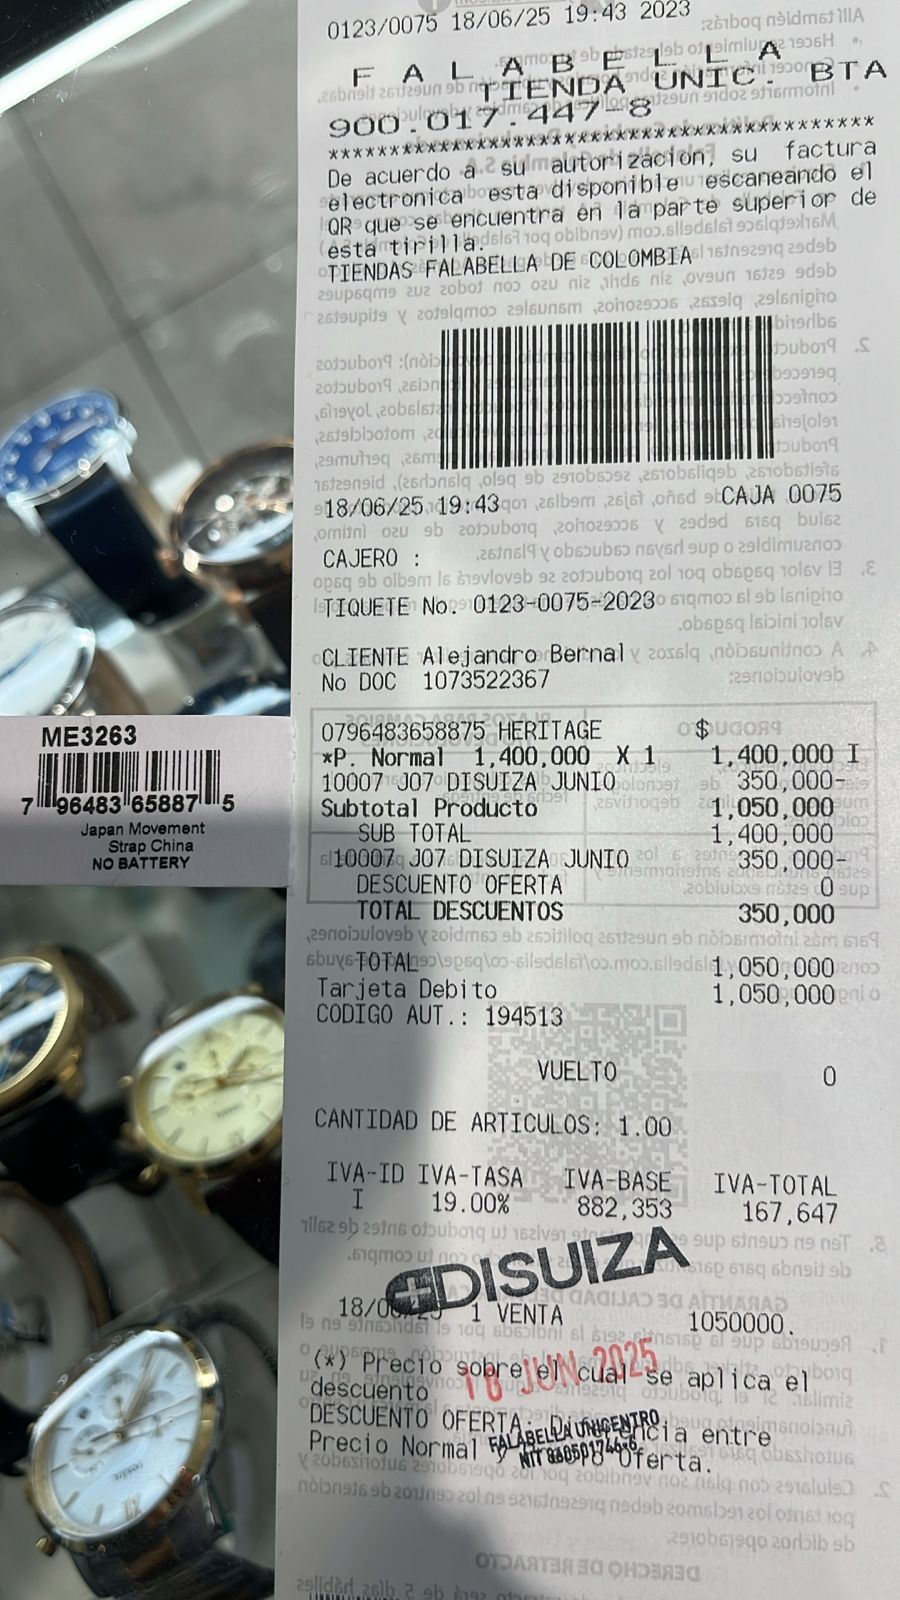 0123/0075 18/06/25 19:43 2023
F A L A B E L L A
TIENDA UNIC. BTA
900.017.447-8
******************************************
De acuerdo a su autorizacion, su factura
electronica esta disponible escaneando el
QR que se encuentra en la parte superior de
esta tirilla.
TIENDAS FALABELLA DE COLOMBIA
18/06/25 19:43 CAJA 0075
CAJERO :
TIQUETE No. 0123-0075-2023
CLIENTE Alejandro Bernal
No DOC 1073522367
0796483658875 HERITAGE $
*P. Normal 1,400,000 X 1 1,400,000 I
10007 J07 DISUIZA JUNIO 350,000-
Subtotal Producto 1,050,000
SUB TOTAL 1,400,000
10007 J07 DISUIZA JUNIO 350,000-
DESCUENTO OFERTA 0
TOTAL DESCUENTOS 350,000
TOTAL 1,050,000
Tarjeta Debito 1,050,000
CODIGO AUT.: 194513
VUELTO 0
CANTIDAD DE ARTICULOS: 1.00
IVA-ID IVA-TASA IVA-BASE IVA-TOTAL
I 19.00% 882,353 167,647
DISUIZA
1 VENTA 1050000.
18 JUN 2025
(*) Precio sobre el cual se aplica el
descuento
DESCUENTO OFERTA: Diferencia entre
Precio Normal y Oferta.
FALABELLA UNICENTRO
NIT
ME3263
7 96483 65887 5
Japan Movement
Strap China
NO BATTERY